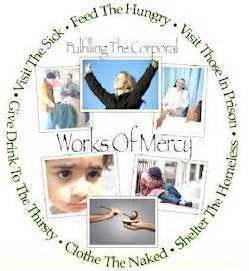 Visit The Sick • Feed The Hungry • Visit Those In Prison • Shelter The Homeless • Clothe The Naked • Give Drink To The Thirsty •
Fulfilling The Corporal
Works Of Mercy